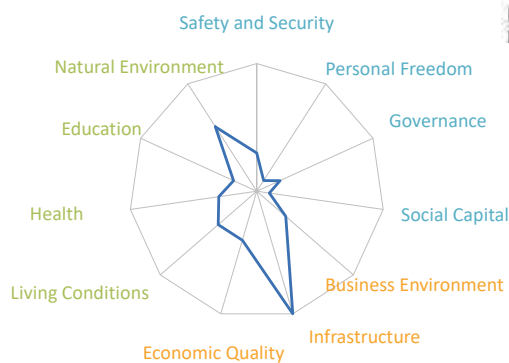 Safety and Security
Natural Environment
Personal Freedom
Education
Governance
Health
Social Capital
Living Conditions
Business Environment
Infrastructure
Economic Quality